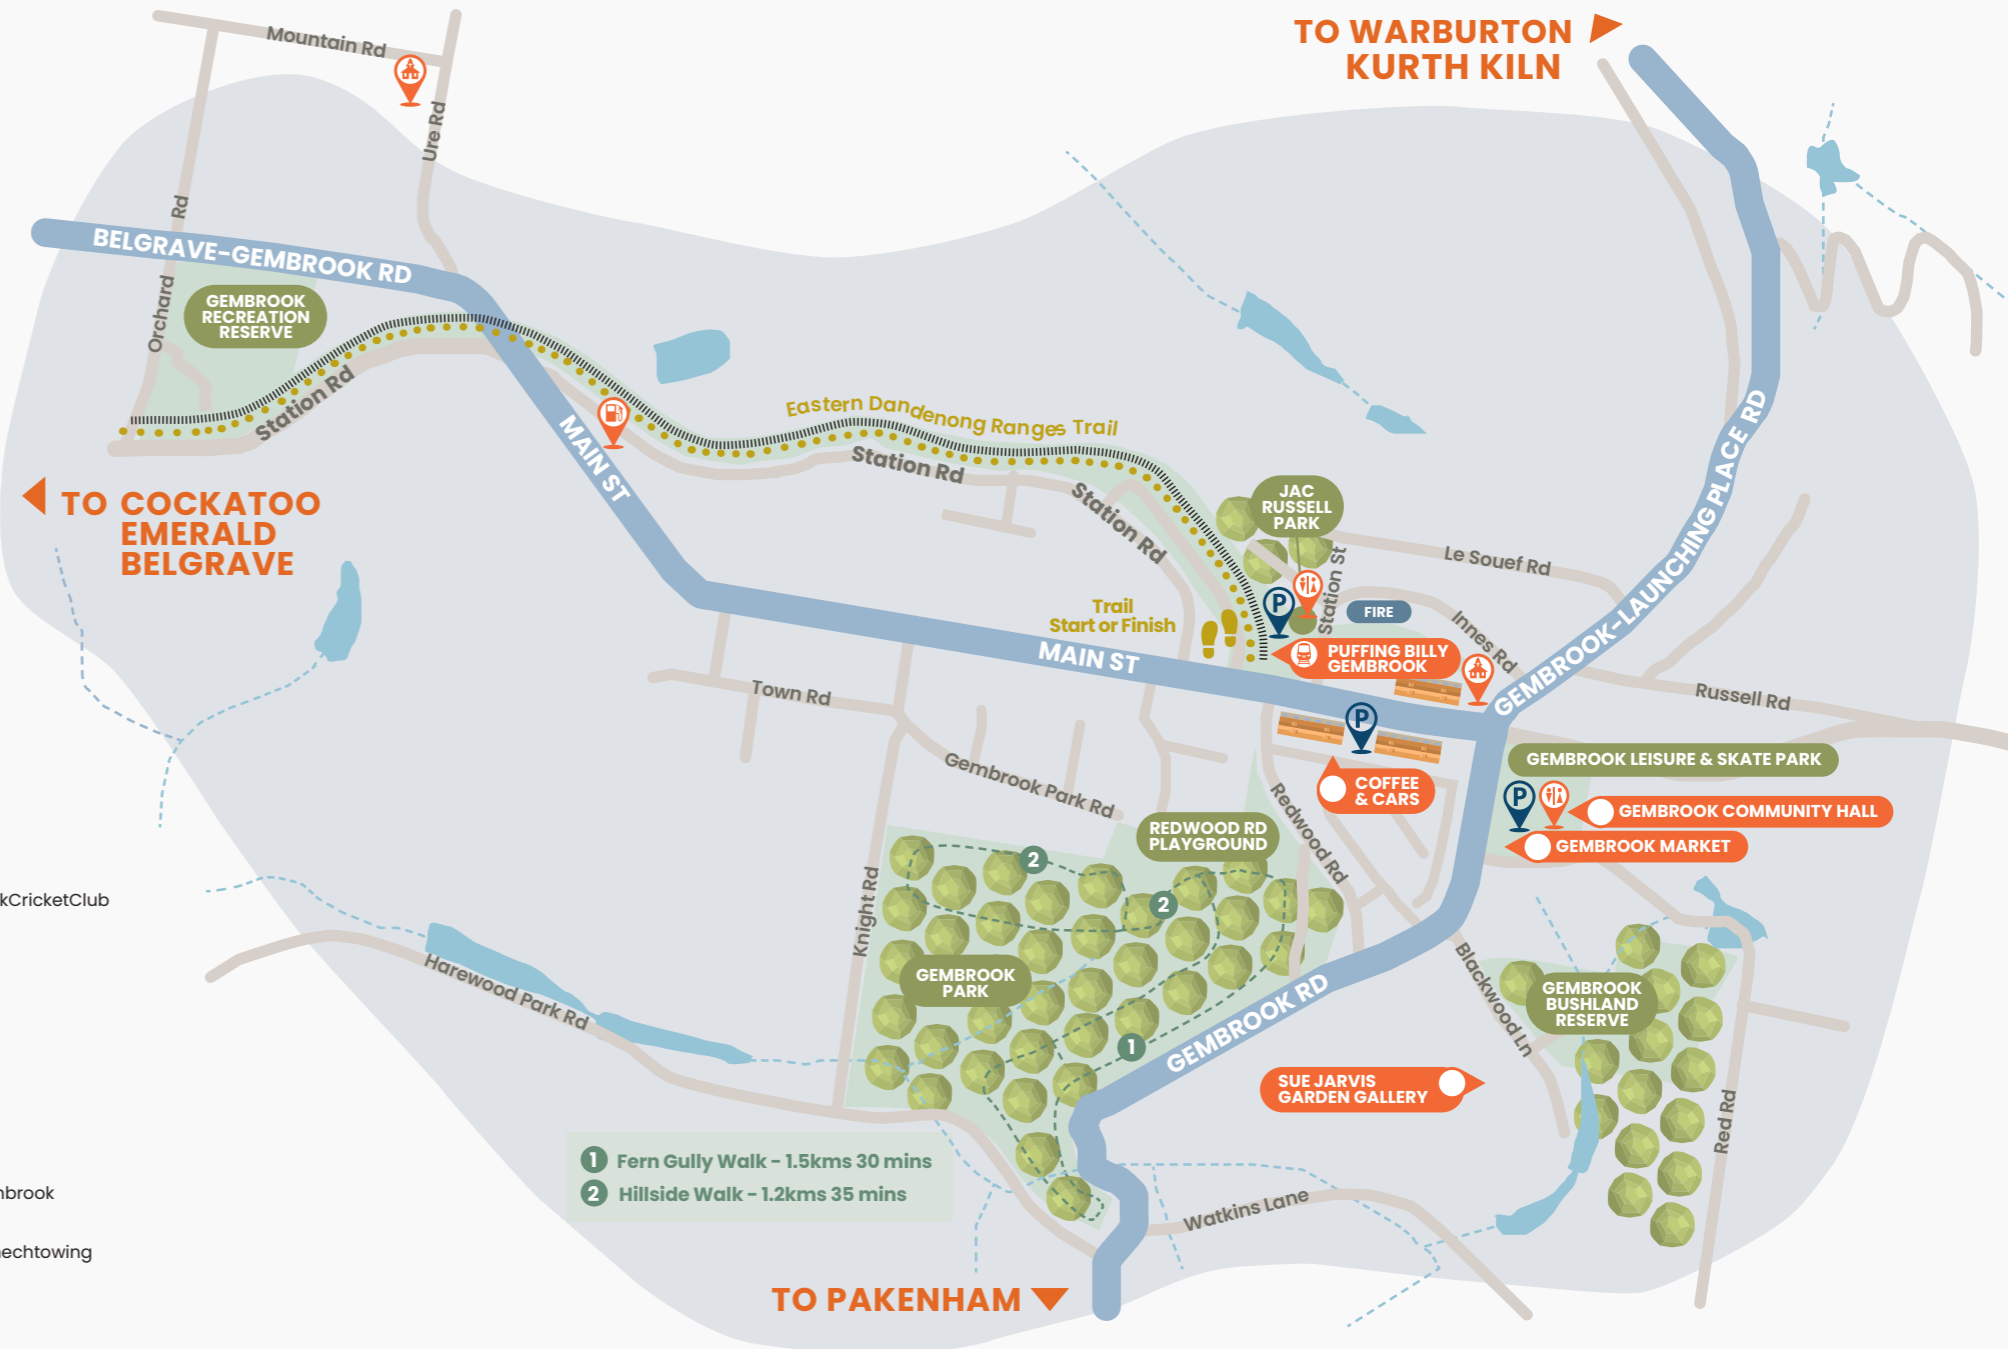 TO WARBURTON
KURTH KILN
Mountain Rd
Ure Rd
Orchard Rd
BELGRAVE-GEMBROOK RD
GEMBROOK
RECREATION
RESERVE
Station Rd
MAIN ST
Eastern Dandenong Ranges Trail
Station Rd
Station Rd
TO COCKATOO
EMERALD
BELGRAVE
JAC
RUSSELL
PARK
Station St
Le Souef Rd
GEMBROOK-LAUNCHING PLACE RD
P
FIRE
Innes Rd
Trail
Start or Finish
MAIN ST
PUFFING BILLY
GEMBROOK
Russell Rd
Town Rd
P
Gembrook Park Rd
COFFEE
& CARS
GEMBROOK LEISURE & SKATE PARK
P
GEMBROOK COMMUNITY HALL
GEMBROOK MARKET
REDWOOD RD
PLAYGROUND
Redwood Rd
2
2
kCricketClub
Knight Rd
GEMBROOK
PARK
Harewood Park Rd
1
GEMBROOK RD
Blackwood Ln
GEMBROOK
BUSHLAND
RESERVE
SUE JARVIS
GARDEN GALLERY
Red Rd
1 Fern Gully Walk - 1.5kms 30 mins
2 Hillside Walk - 1.2kms 35 mins
nbrook
Watkins Lane
echtowing
TO PAKENHAM